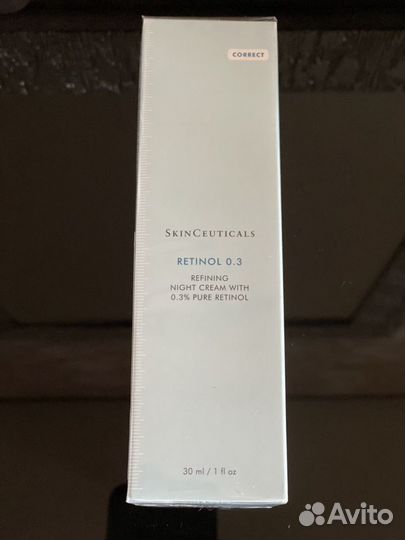 CORRECT
SKINCEUTICALS
RETINOL 0.3
REFINING
NIGHT CREAM WITH
0.3% PURE RETINOL
30 ml / 1 fl oz
Avito